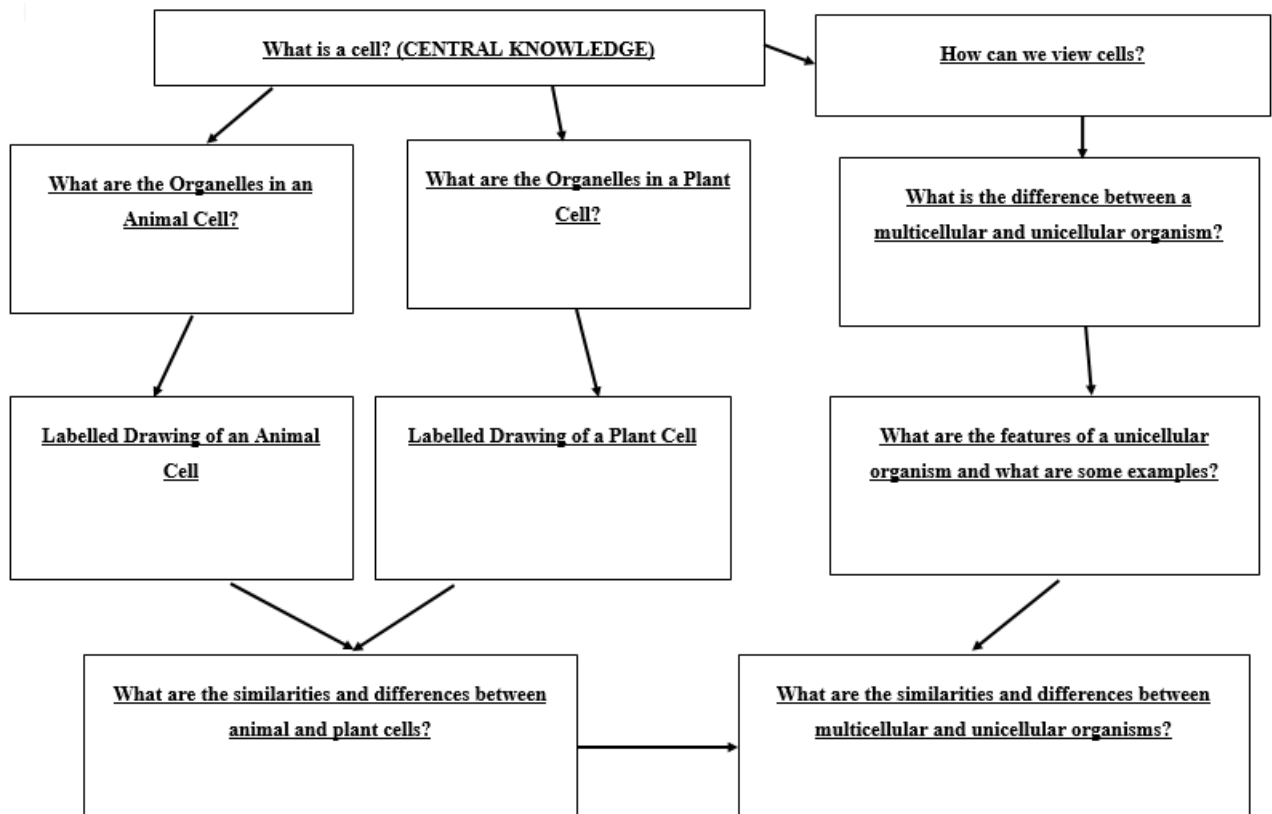 What is a cell? (CENTRAL KNOWLEDGE)
How can we view cells?
What are the Organelles in an
Animal Cell?
What are the Organelles in a Plant
Cell?
What is the difference between a
multicellular and unicellular organism?
Labelled Drawing of an Animal
Cell
Labelled Drawing of a Plant Cell
What are the features of a unicellular
organism and what are some examples?
What are the similarities and differences between
animal and plant cells?
What are the similarities and differences between
multicellular and unicellular organisms?